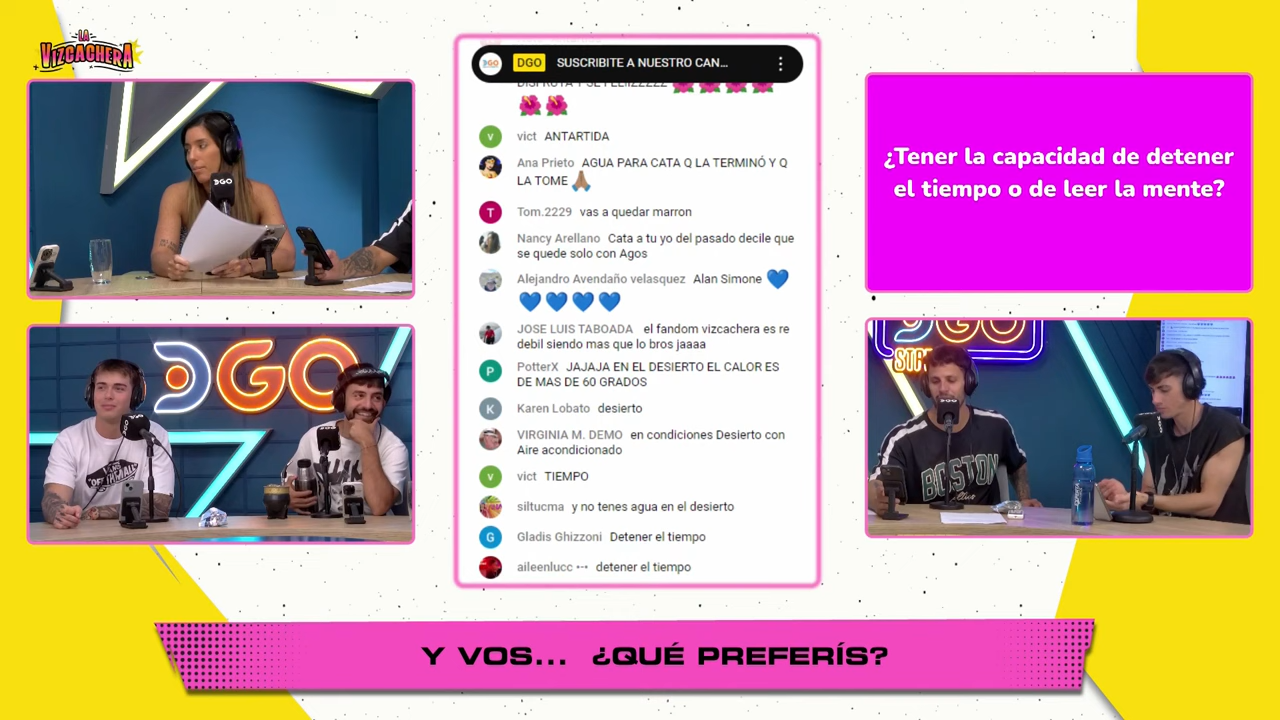 LA
VIZCACHERA
DGO SUSCRIBITE A NUESTRO CAN...
vict ANTARTIDA
Ana Prieto AGUA PARA CATA Q LA TERMINÓ Y Q
LA TOME 🙏🏽
T Tom.2229 vas a quedar marron
Nancy Arellano Cata a tu yo del pasado decile que
se quede solo con Agos
Alejandro Avendaño velasquez Alan Simone 💙
💙 💙 💙 💙
JOSE LUIS TABOADA el fandom vizcachera es re
debil siendo mas que lo bros jaaaa
P PotterX JAJAJA EN EL DESIERTO EL CALOR ES
DE MAS DE 60 GRADOS
K Karen Lobato desierto
VIRGINIA M. DEMO en condiciones Desierto con
Aire acondicionado
v vict TIEMPO
siltucma y no tenes agua en el desierto
G Gladis Ghizzoni Detener el tiempo
aileenlucc detener el tiempo
¿Tener la capacidad de detener
el tiempo o de leer la mente?
DGO
DGO
VANS
"OFF THE WALL"
DGO
BOSTON
Y VOS... ¿QUÉ PREFERÍS?